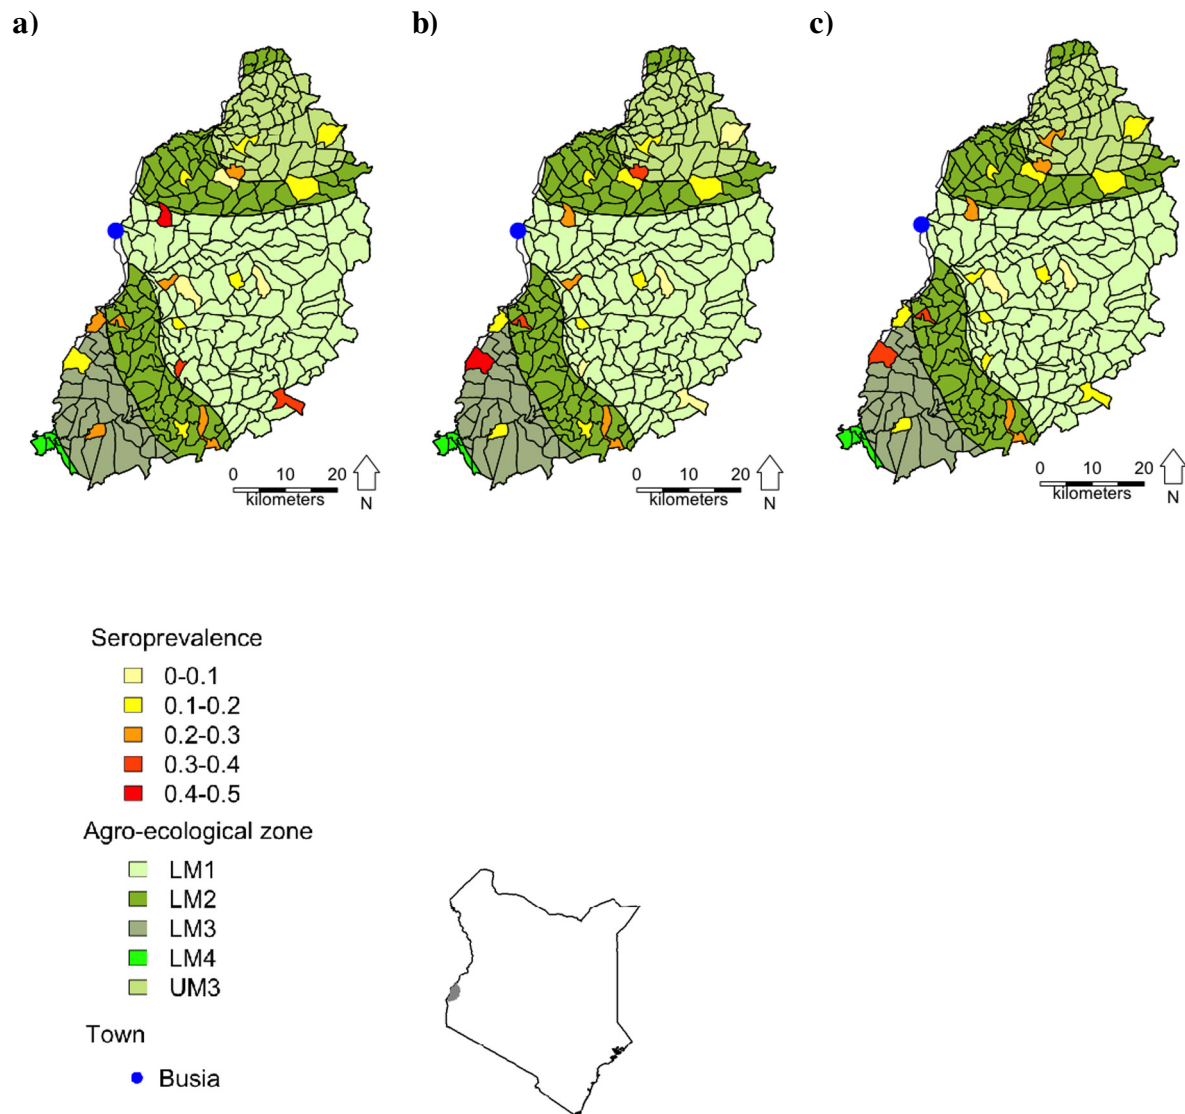 a)
b)
c)
0 10 20
kilometers
N
0 10 20
kilometers
N
0 10 20
kilometers
N
Seroprevalence
0-0.1
0.1-0.2
0.2-0.3
0.3-0.4
0.4-0.5
Agro-ecological zone
LM1
LM2
LM3
LM4
UM3
Town
Busia